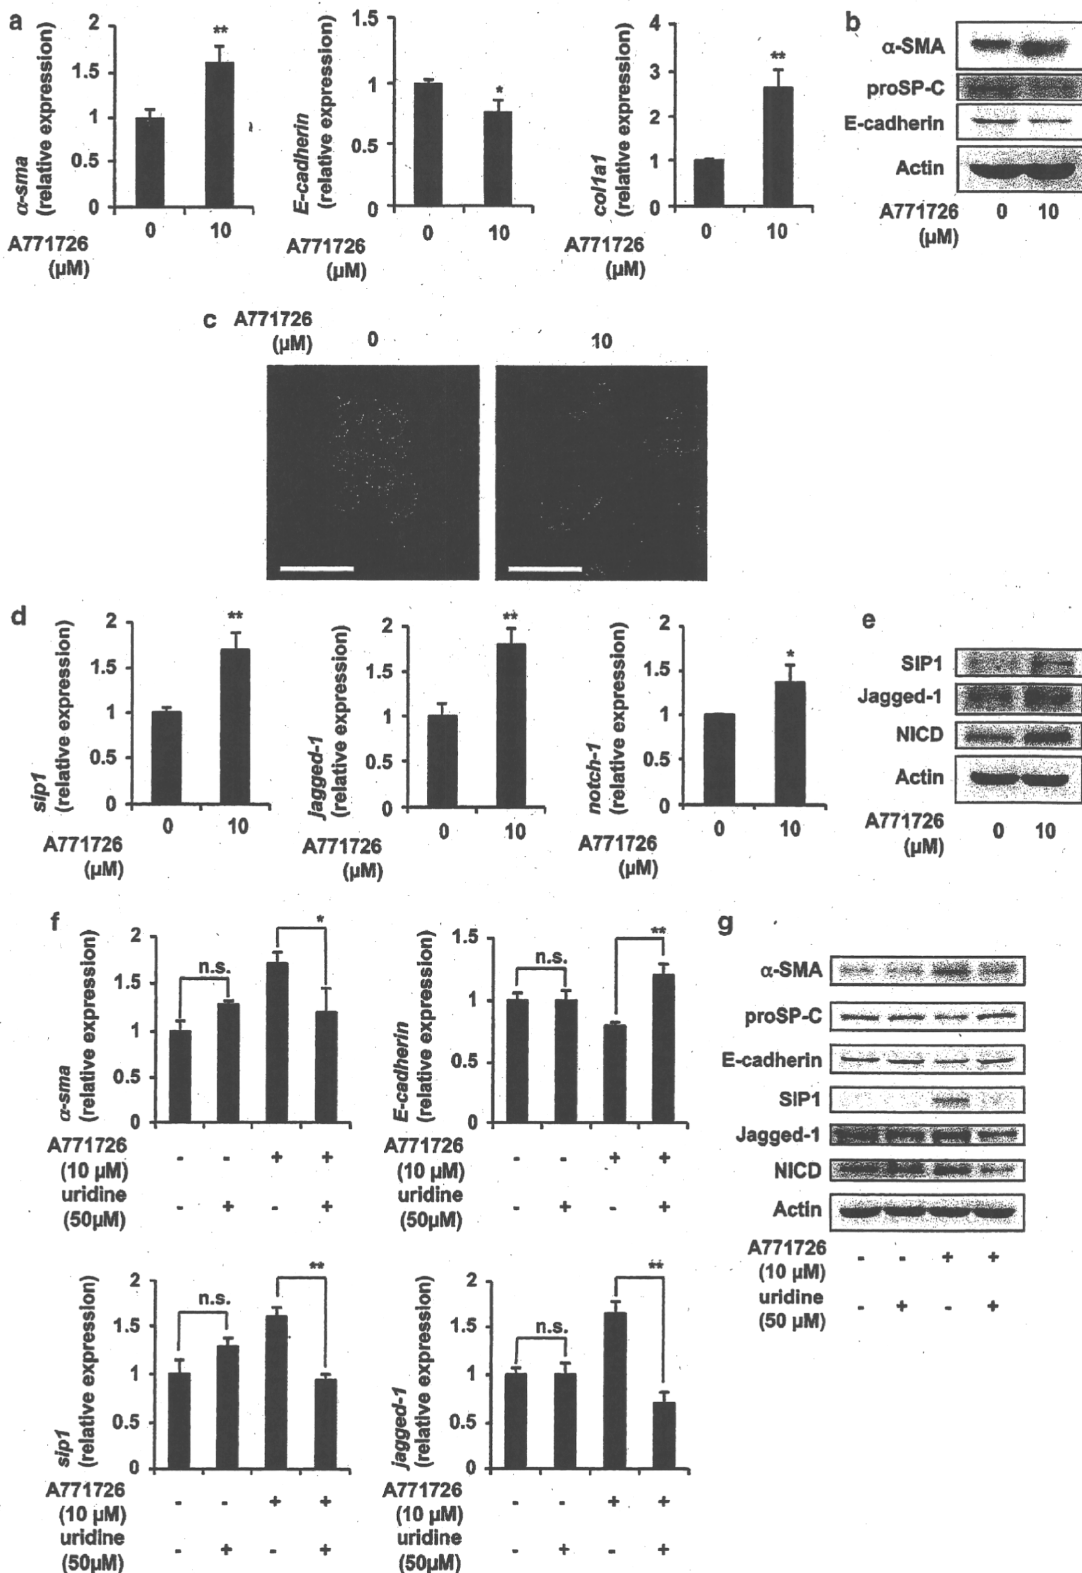 a
α-sma
(relative expression)
2
1.5
1
0.5
0
**
0
10
A771726
(µM)
E-cadherin
(relative expression)
1.5
1
0.5
0
*
0
10
A771726
(µM)
col1a1
(relative expression)
4
3
2
1
0
**
0
10
A771726
(µM)
b
α-SMA
proSP-C
E-cadherin
Actin
A771726
(µM)
0
10
c
A771726
(µM)
0
10
d
sip1
(relative expression)
2
1.5
1
0.5
0
**
0
10
A771726
(µM)
jagged-1
(relative expression)
2
1.5
1
0.5
0
**
0
10
A771726
(µM)
notch-1
(relative expression)
2
1.5
1
0.5
0
*
0
10
A771726
(µM)
e
SIP1
Jagged-1
NICD
Actin
A771726
(µM)
0
10
f
α-sma
(relative expression)
2
1.5
1
0.5
0
n.s.
*
A771726
(10 µM)
- - + +
uridine
(50µM)
- + - +
E-cadherin
(relative expression)
1.5
1
0.5
0
n.s.
**
A771726
(10 µM)
- - + +
uridine
(50µM)
- + - +
g
α-SMA
proSP-C
E-cadherin
SIP1
Jagged-1
NICD
Actin
A771726
(10 µM)
- - + +
uridine
(50 µM)
- + - +
sip1
(relative expression)
2
1.5
1
0.5
0
n.s.
**
A771726
(10 µM)
- - + +
uridine
(50µM)
- + - +
jagged-1
(relative expression)
2
1.5
1
0.5
0
n.s.
**
A771726
(10 µM)
- - + +
uridine
(50µM)
- + - +